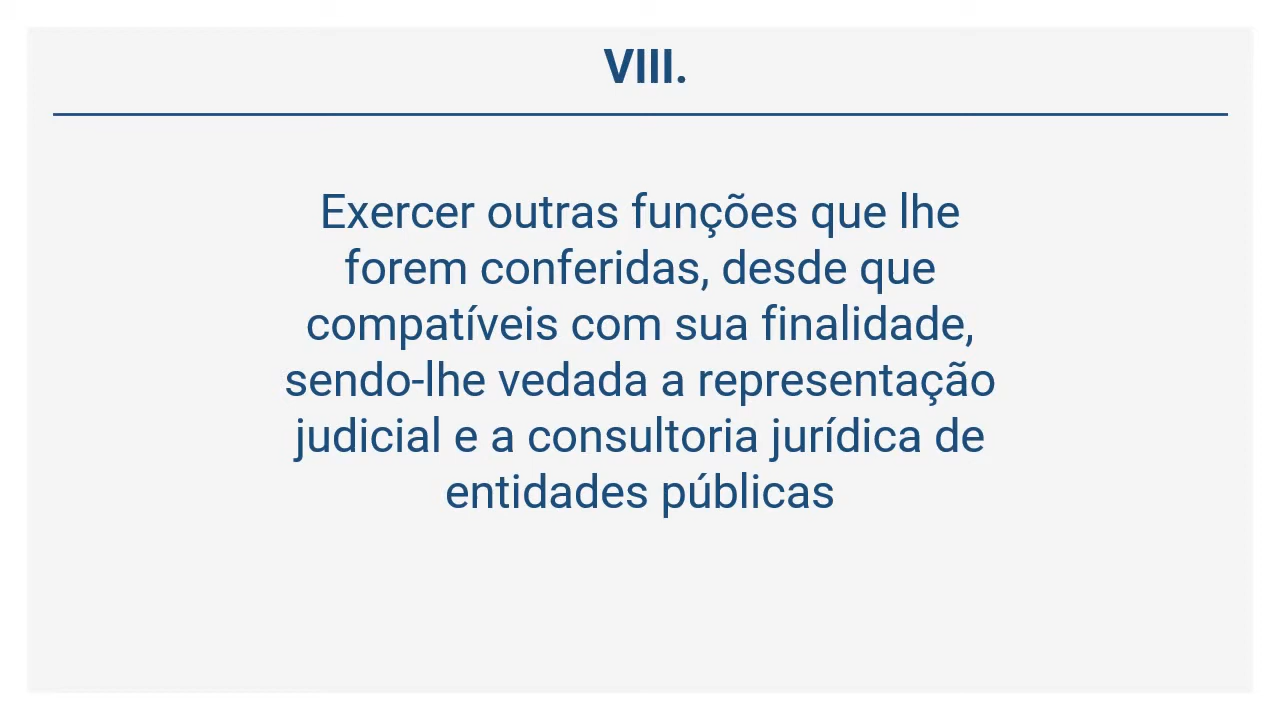 VIII.
Exercer outras funções que lhe
forem conferidas, desde que
compatíveis com sua finalidade,
sendo-lhe vedada a representação
judicial e a consultoria jurídica de
entidades públicas